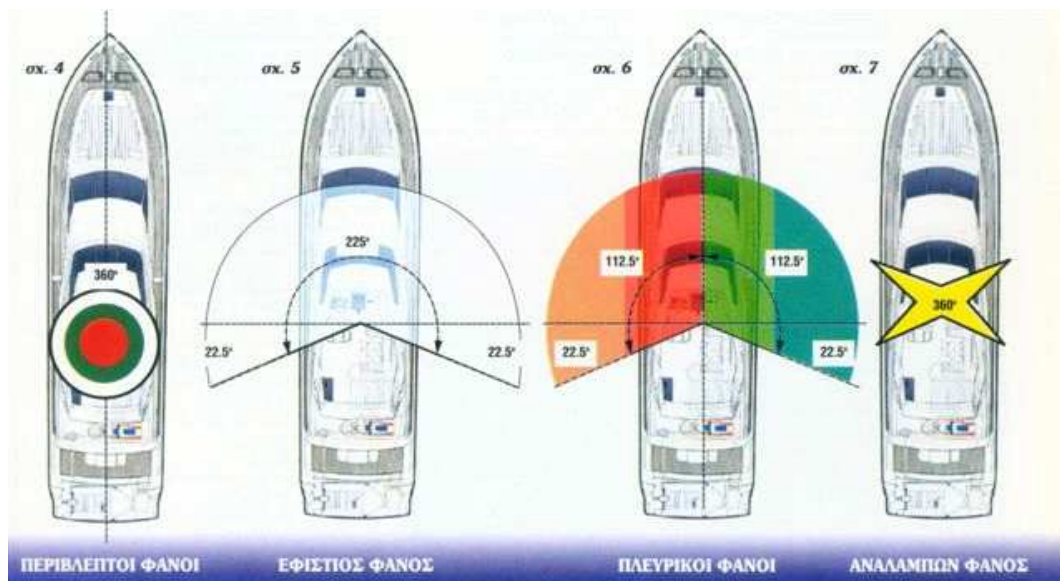 σχ. 4
σχ. 5
σχ. 6
σχ. 7
360°
225°
112.5°
112.5°
360°
22.5°
22.5°
22.5°
22.5°
ΠΕΡΙΒΛΕΠΤΟΙ ΦΑΝΟΙ
ΕΦΙΣΤΙΟΣ ΦΑΝΟΣ
ΠΛΕΥΡΙΚΟΙ ΦΑΝΟΙ
ΑΝΑΛΑΜΠΩΝ ΦΑΝΟΣ